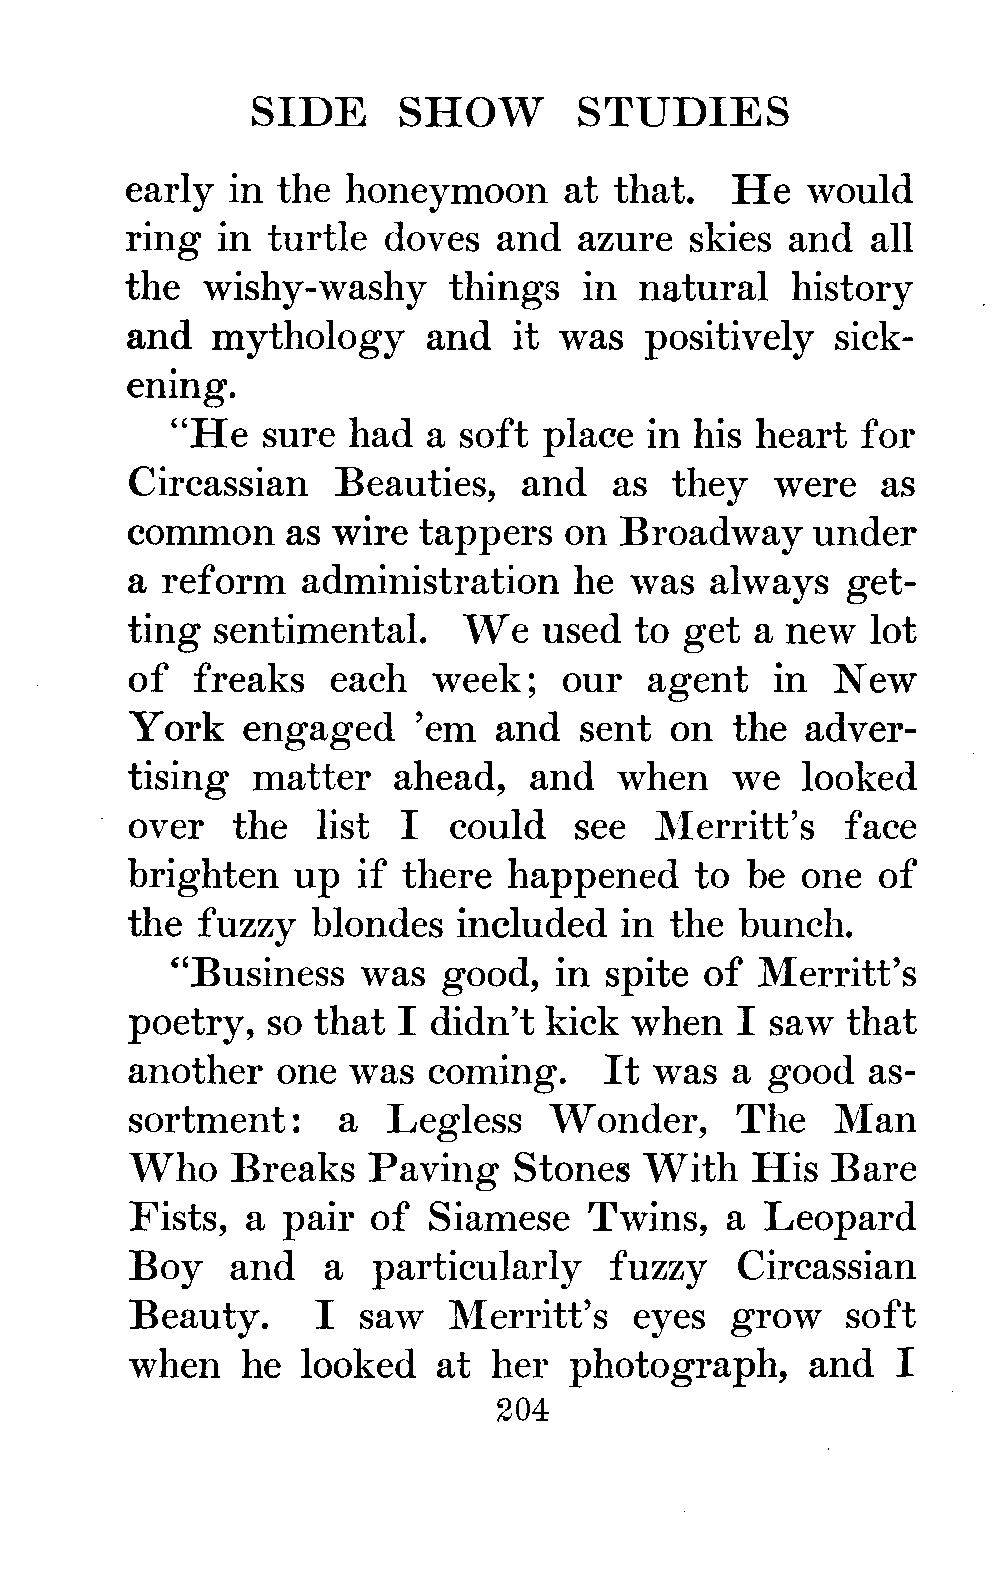 SIDE SHOW STUDIES
early in the honeymoon at that. He would
ring in turtle doves and azure skies and all
the wishy-washy things in natural history
and mythology and it was positively sick-
ening.
“He sure had a soft place in his heart for
Circassian Beauties, and as they were as
common as wire tappers on Broadway under
a reform administration he was always get-
ting sentimental. We used to get a new lot
of freaks each week; our agent in New
York engaged ’em and sent on the adver-
tising matter ahead, and when we looked
over the list I could see Merritt’s face
brighten up if there happened to be one of
the fuzzy blondes included in the bunch.
“Business was good, in spite of Merritt’s
poetry, so that I didn’t kick when I saw that
another one was coming. It was a good as-
sortment: a Legless Wonder, The Man
Who Breaks Paving Stones With His Bare
Fists, a pair of Siamese Twins, a Leopard
Boy and a particularly fuzzy Circassian
Beauty. I saw Merritt’s eyes grow soft
when he looked at her photograph, and I
204